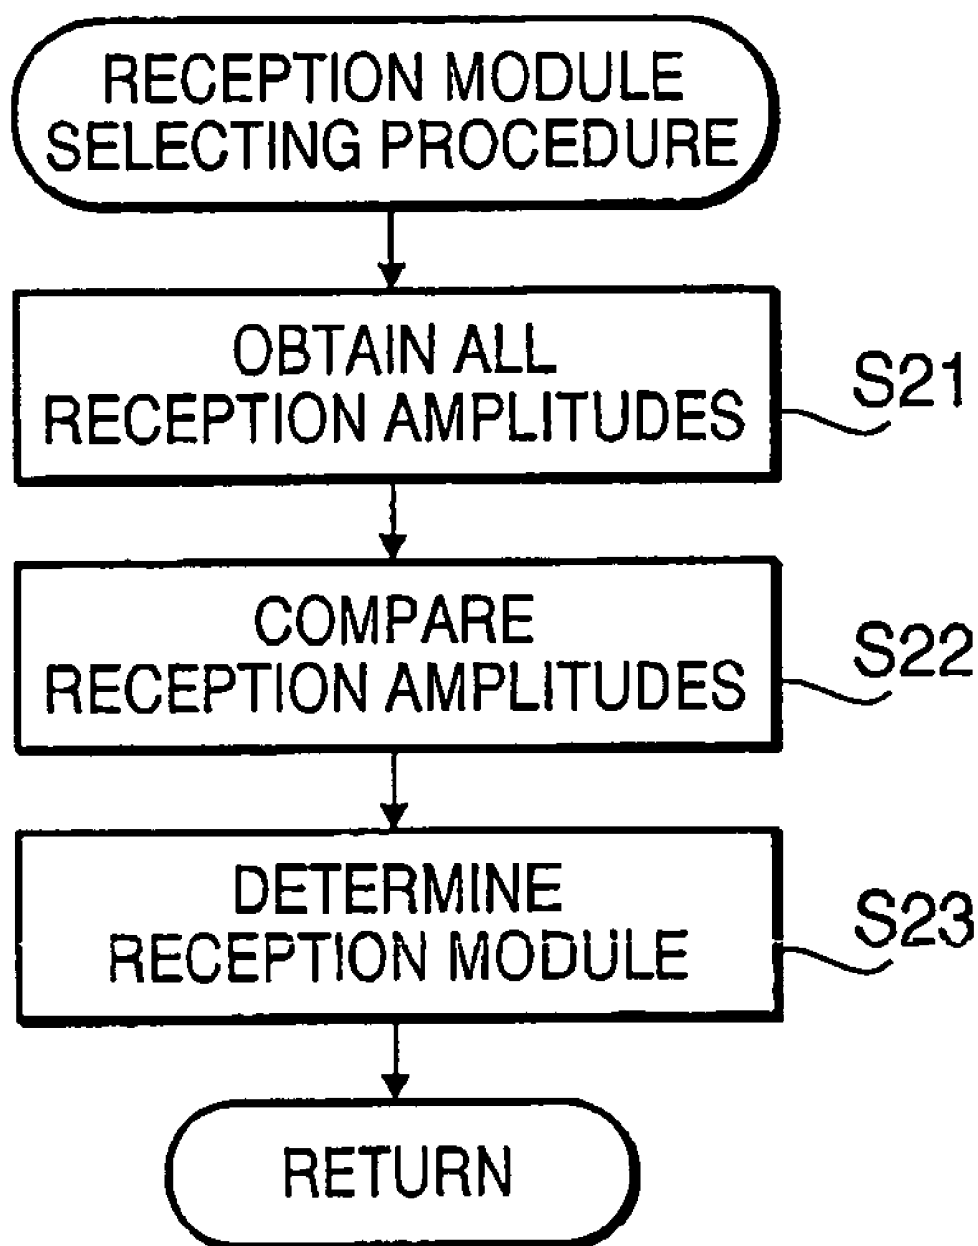 RECEPTION MODULE
SELECTING PROCEDURE
OBTAIN ALL
RECEPTION AMPLITUDES
S21
COMPARE
RECEPTION AMPLITUDES
S22
DETERMINE
RECEPTION MODULE
S23
RETURN